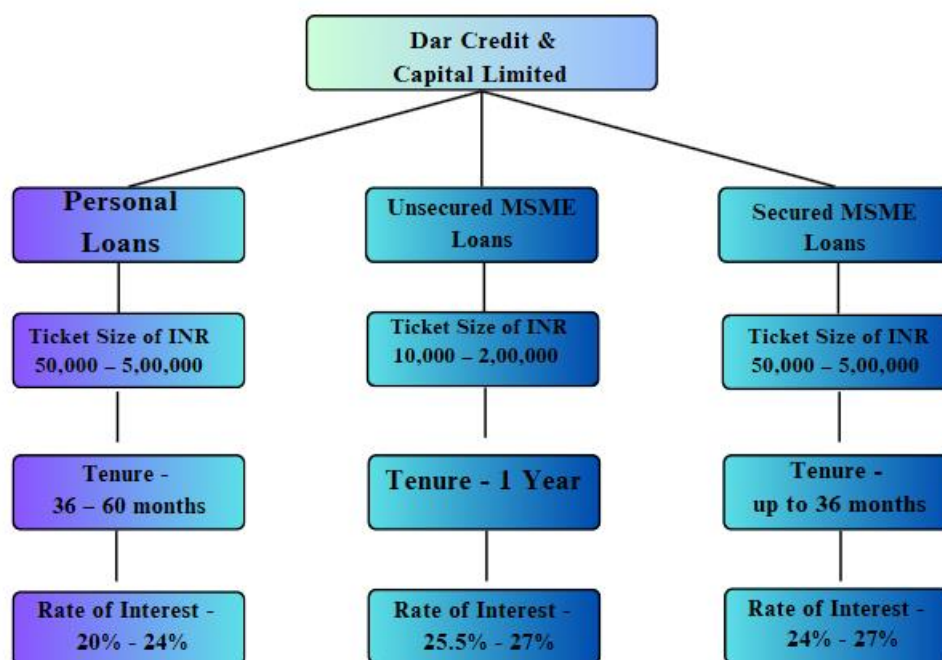 Dar Credit &
Capital Limited
Personal
Loans
Unsecured MSME
Loans
Secured MSME
Loans
Ticket Size of INR
50,000 – 5,00,000
Ticket Size of INR
10,000 – 2,00,000
Ticket Size of INR
50,000 – 5,00,000
Tenure -
36 – 60 months
Tenure - 1 Year
Tenure -
up to 36 months
Rate of Interest -
20% - 24%
Rate of Interest -
25.5% - 27%
Rate of Interest -
24% - 27%